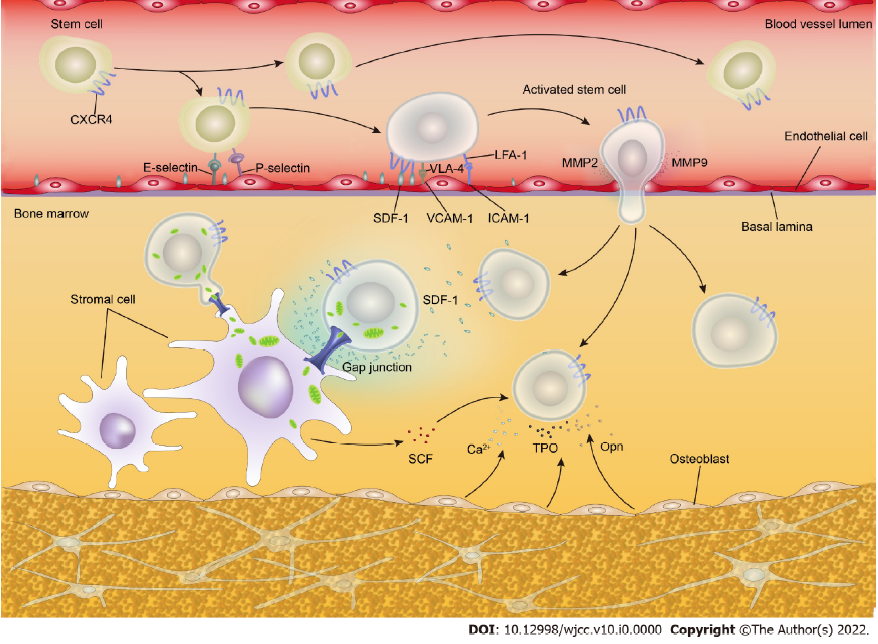 Stem cell
Blood vessel lumen
CXCR4
Activated stem cell
E-selectin
P-selectin
VLA-4
LFA-1
MMP2
MMP9
Endothelial cell
SDF-1
VCAM-1
ICAM-1
Basal lamina
Bone marrow
Stromal cell
SDF-1
Gap junction
SCF
Ca2+
TPO
Opn
Osteoblast
DOI: 10.12998/wjcc.v10.i0.0000 Copyright ©The Author(s) 2022.